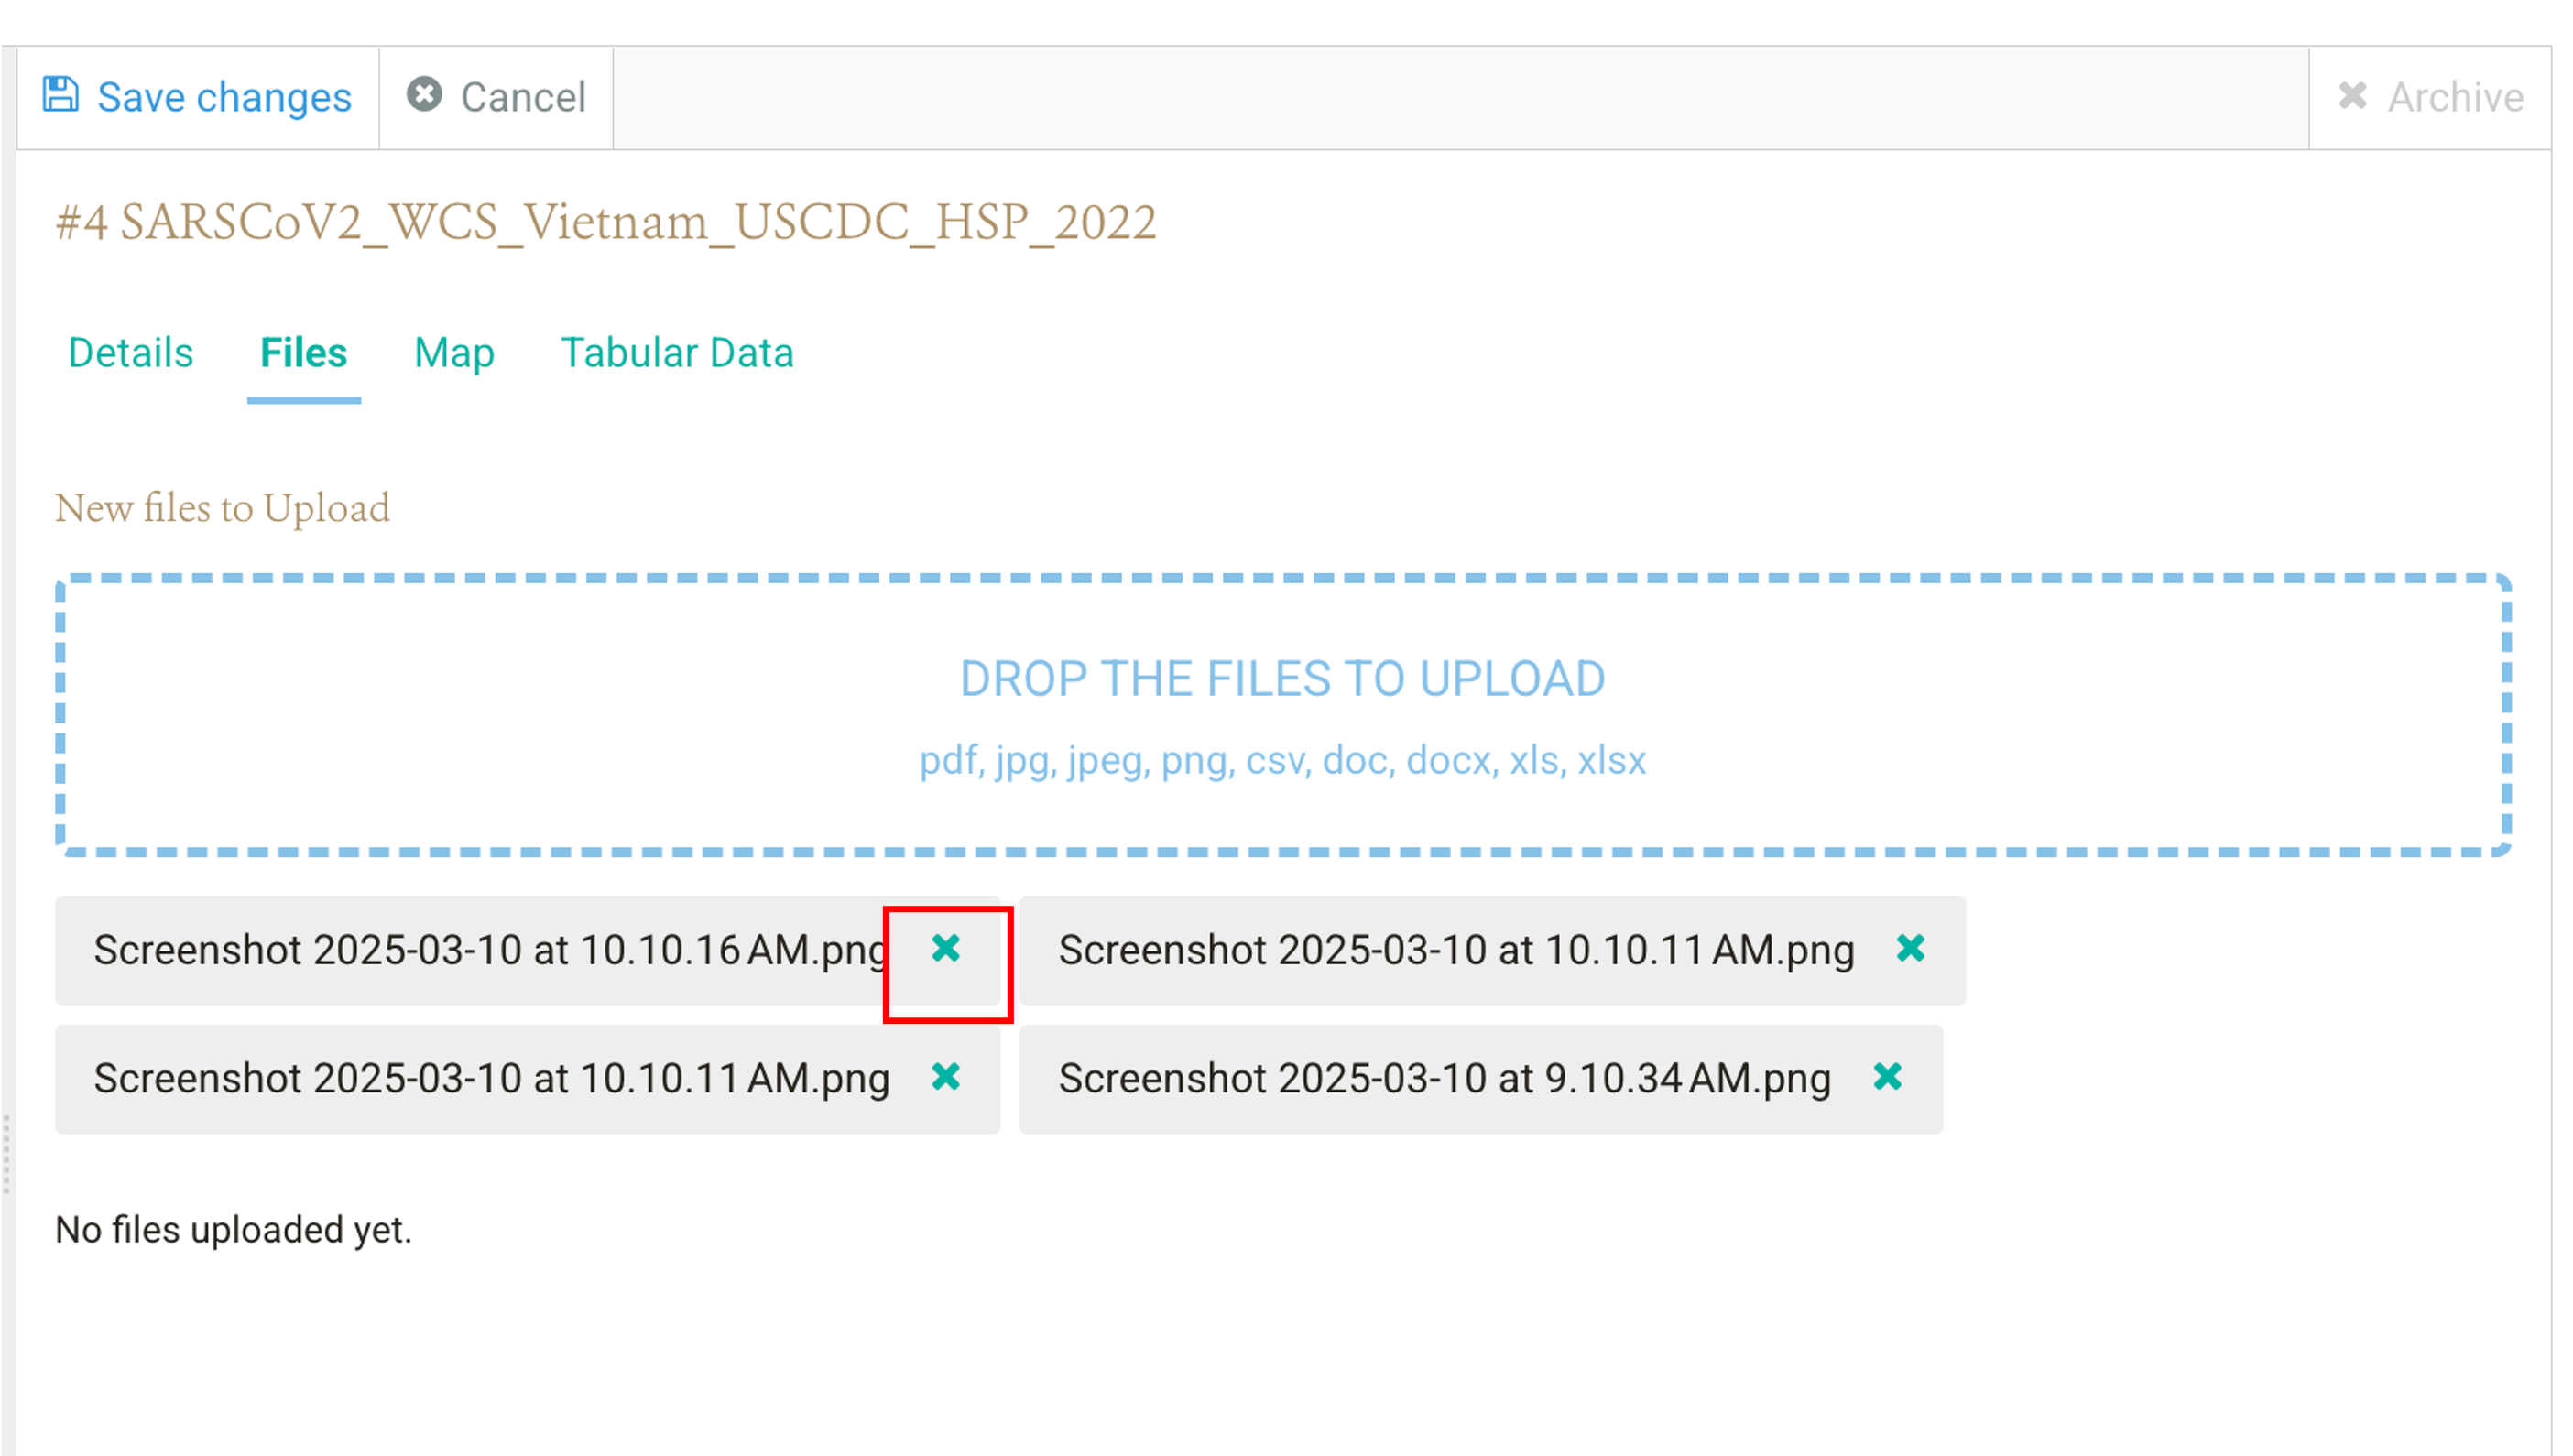 Save changes Cancel Archive
#4 SARSCoV2_WCS_Vietnam_USCDC_HSP_2022
Details Files Map Tabular Data
New files to Upload
DROP THE FILES TO UPLOAD
pdf, jpg, jpeg, png, csv, doc, docx, xls, xlsx
Screenshot 2025-03-10 at 10.10.16 AM.png Screenshot 2025-03-10 at 10.10.11 AM.png
Screenshot 2025-03-10 at 10.10.11 AM.png Screenshot 2025-03-10 at 9.10.34 AM.png
No files uploaded yet.